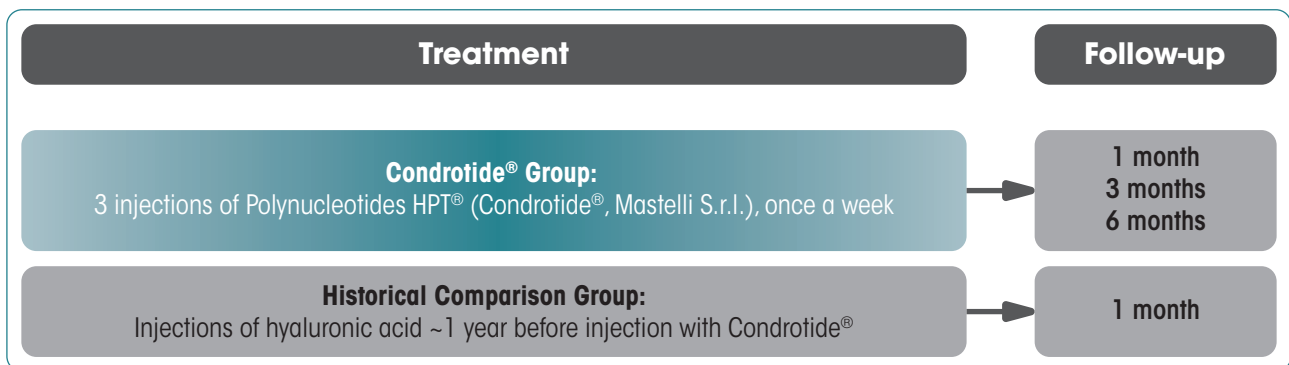 Treatment
Follow-up
Condrotide® Group:
3 injections of Polynucleotides HPT® (Condrotide®, Mastelli S.r.l.), once a week
1 month
3 months
6 months
Historical Comparison Group:
Injections of hyaluronic acid ~1 year before injection with Condrotide®
1 month